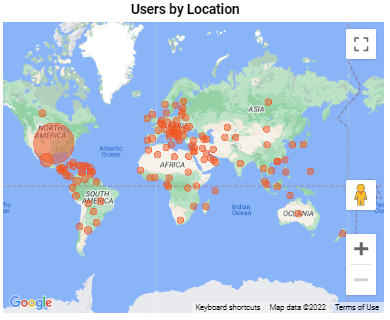 Users by Location
ASIA
NORTH
AMERICA
Atlantic
Ocean
AFRICA
SOUTH
AMERICA
Indian
Ocean
OCEANIA
Google
Keyboard shortcuts
Map data ©2022
Terms of Use